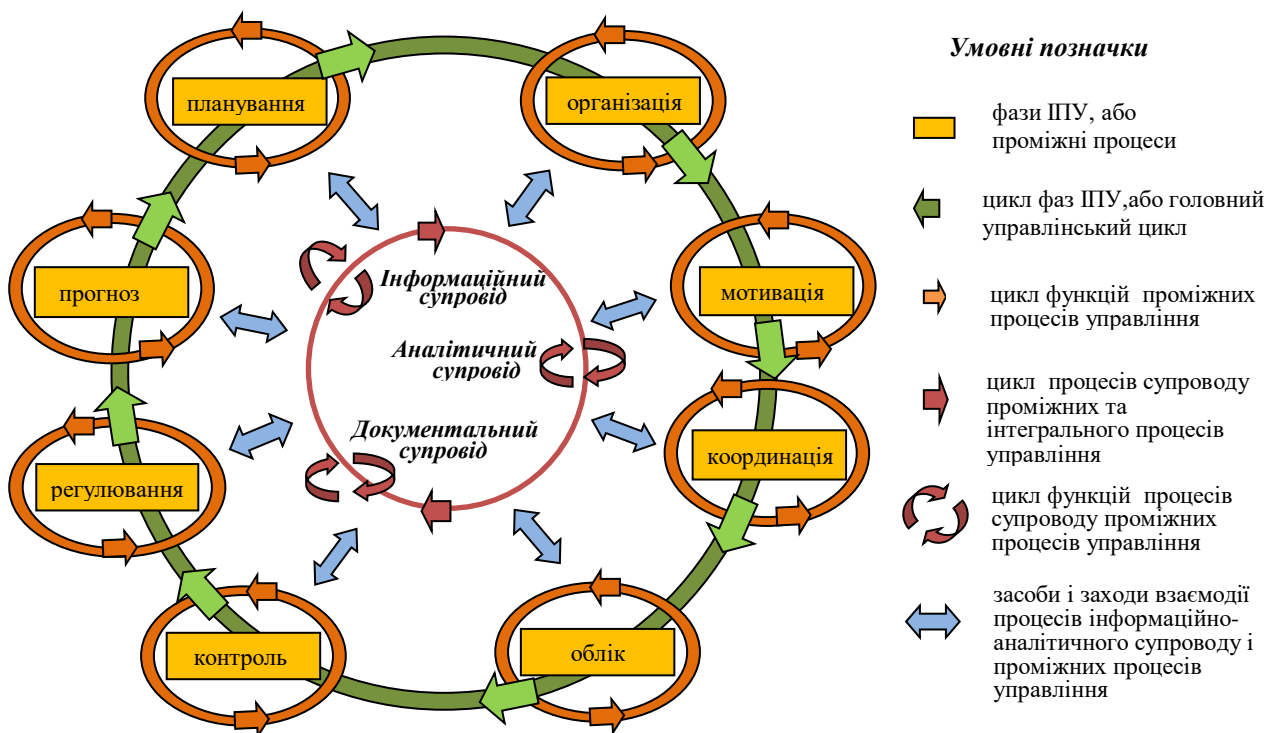 планування
організація
прогноз
мотивація
регулювання
координація
контроль
облік
Інформаційний
супровід
Аналітичний
супровід
Документальний
супровід
Умовні позначки
фази ІПУ, або
проміжні процеси
цикл фаз ІПУ,або головний
управлінський цикл
цикл функцій проміжних
процесів управління
цикл процесів супроводу
проміжних та
інтегрального процесів
управління
цикл функцій процесів
супроводу проміжних
процесів управління
засоби і заходи взаємодії
процесів інформаційно-
аналітичного супроводу і
проміжних процесів
управління